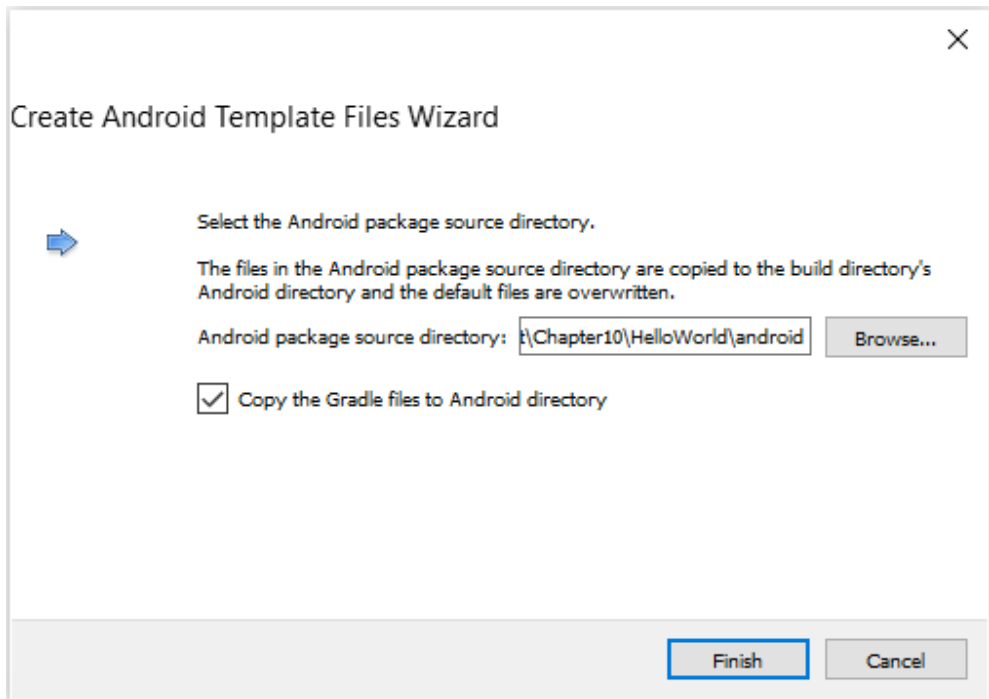 Create Android Template Files Wizard
Select the Android package source directory.
The files in the Android package source directory are copied to the build directory's
Android directory and the default files are overwritten.
Android package source directory: t\Chapter10\HelloWorld\android Browse...
Copy the Gradle files to Android directory
Finish Cancel